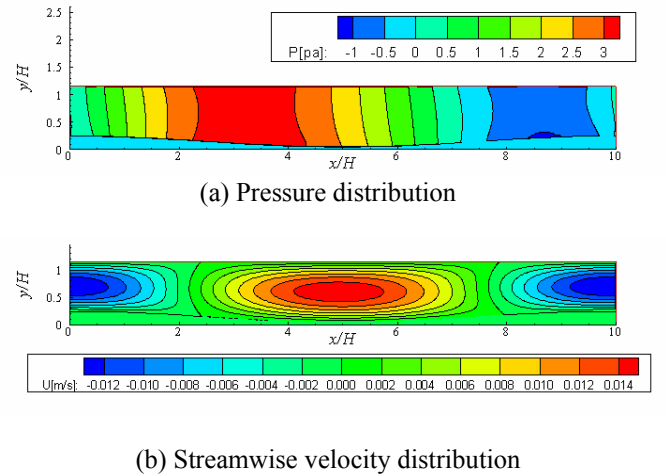 2.5
2
1.5
1
0.5
0
y/H
P[pa]: -1 -0.5 0 0.5 1 1.5 2 2.5 3
0 2 4 6 8 10
x/H
(a) Pressure distribution
1
0.5
0
y/H
0 2 4 6 8 10
x/H
U[m/s]: -0.012 -0.010 -0.008 -0.006 -0.004 -0.002 0.000 0.002 0.004 0.006 0.008 0.010 0.012 0.014
(b) Streamwise velocity distribution